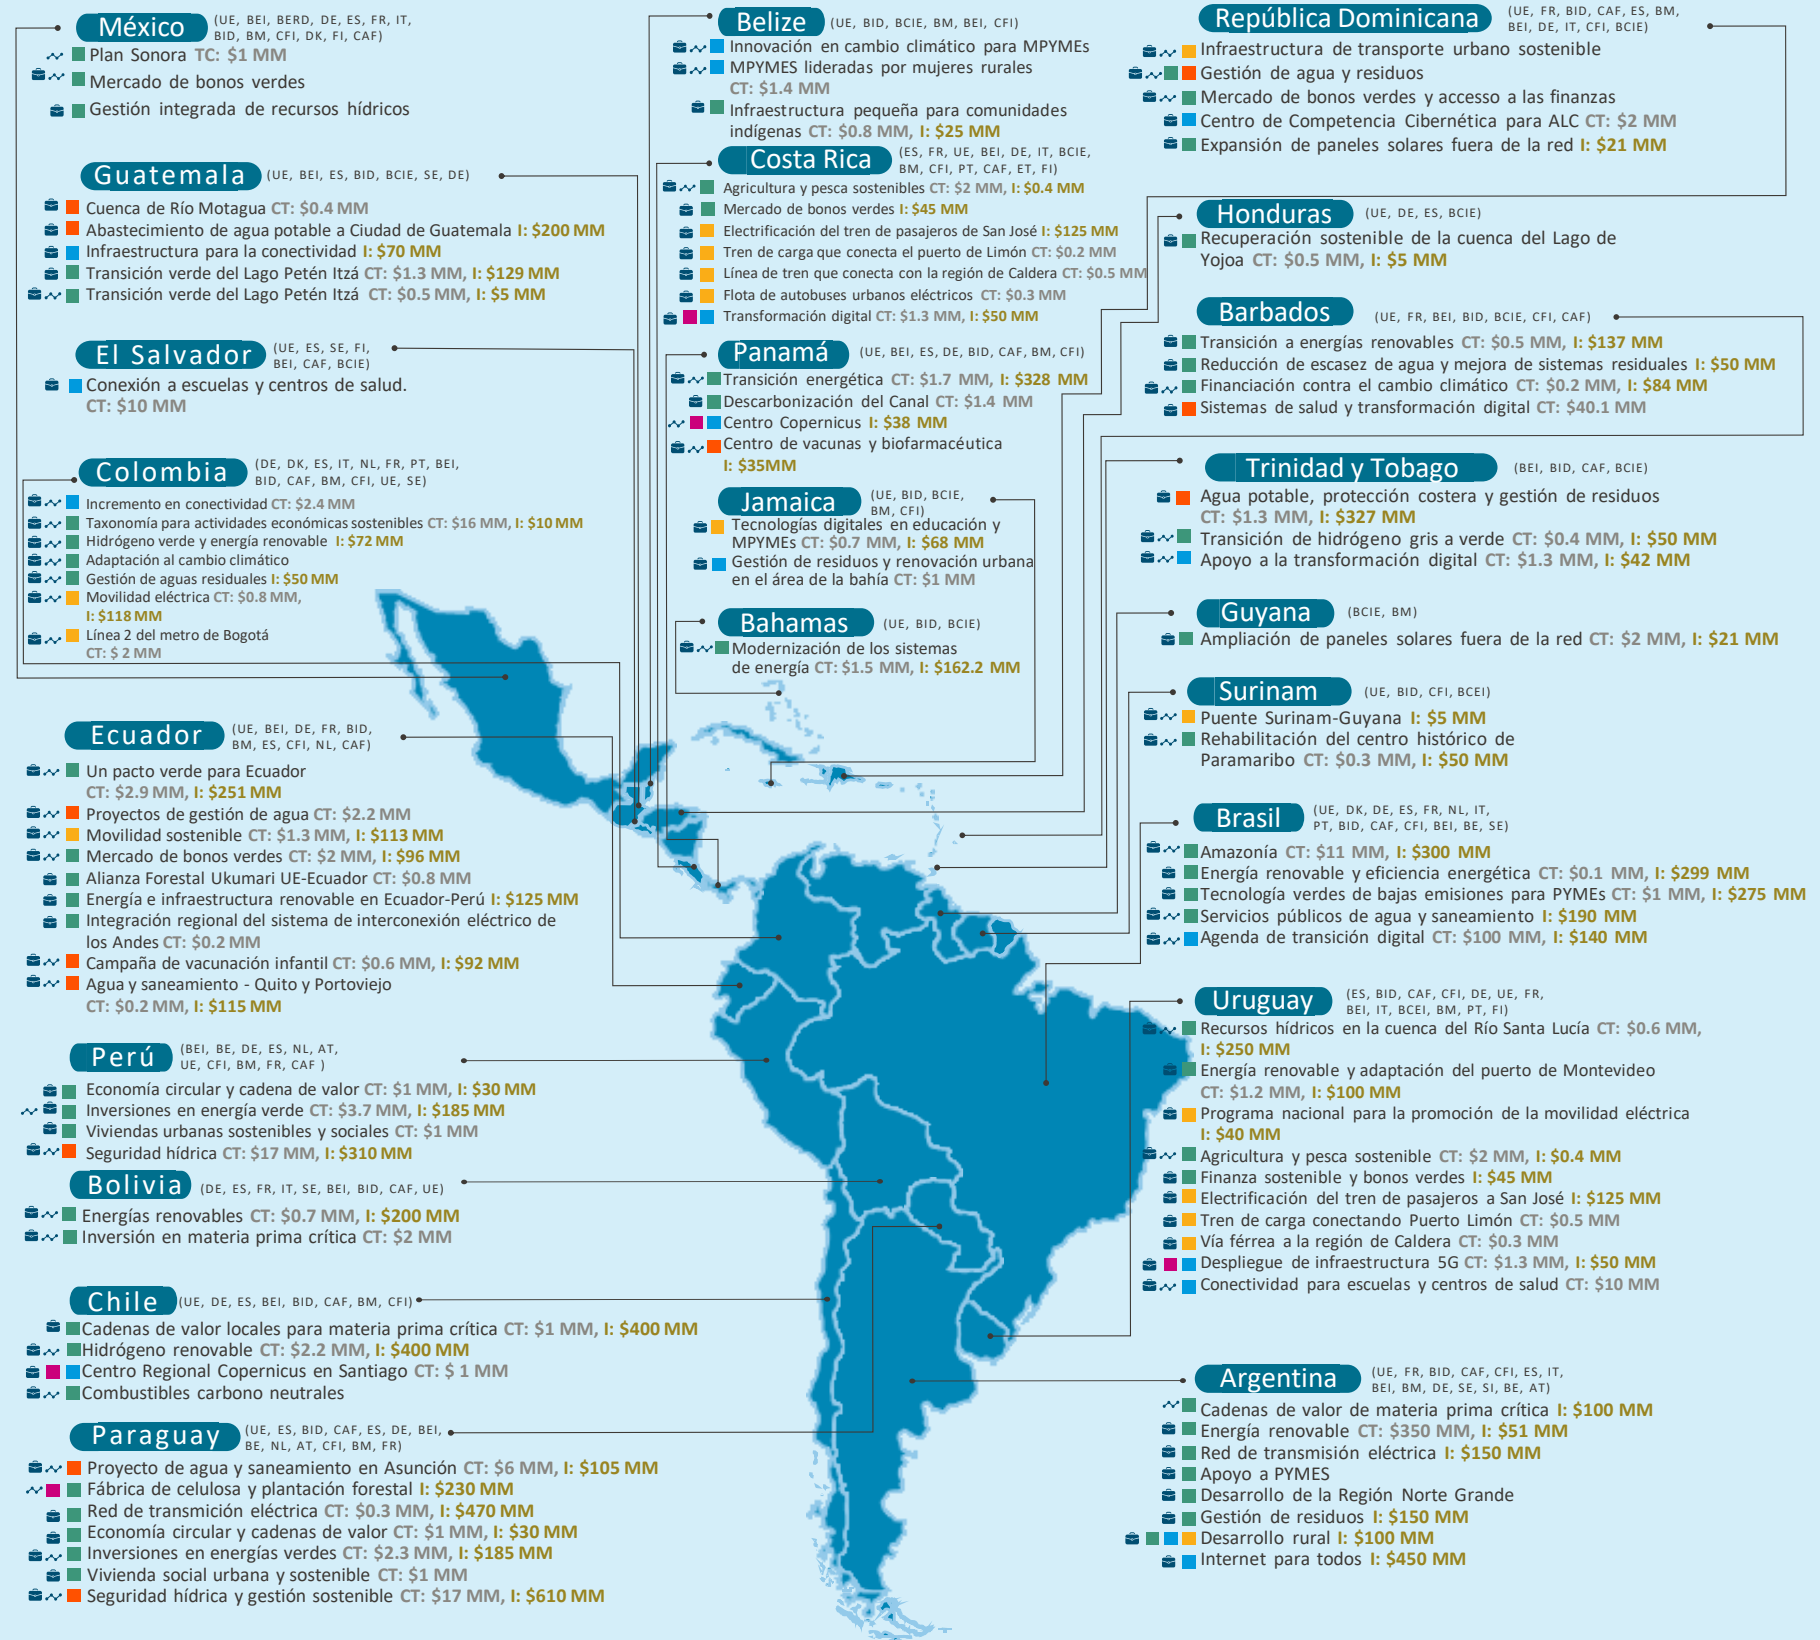 México
(UE, BEI, BERD, DE, ES, FR, IT,
BID, BM, CFI, DK, FI, CAF)
Plan Sonora TC: $1 MM
Mercado de bonos verdes
Gestión integrada de recursos hídricos
Guatemala
(UE, BEI, ES, BID, BCIE, SE, DE)
Cuenca de Río Motagua CT: $0.4 MM
Abastecimiento de agua potable a Ciudad de Guatemala I: $200 MM
Infraestructura para la conectividad I: $70 MM
Transición verde del Lago Petén Itzá CT: $1.3 MM, I: $129 MM
Transición verde del Lago Petén Itzá CT: $0.5 MM, I: $5 MM
El Salvador
(UE, ES, SE, FI,
BEI, CAF, BCIE)
Conexión a escuelas y centros de salud.
CT: $10 MM
Colombia
(DE, DK, ES, IT, NL, FR, PT, BEI,
BID, CAF, BM, CFI, UE, SE)
Incremento en conectividad CT: $2.4 MM
Taxonomía para actividades económicas sostenibles CT: $16 MM, I: $10 MM
Hidrógeno verde y energía renovable I: $72 MM
Adaptación al cambio climático
Gestión de aguas residuales I: $50 MM
Movilidad eléctrica CT: $0.8 MM,
I: $118 MM
Línea 2 del metro de Bogotá
CT: $ 2 MM
Ecuador
(UE, BEI, DE, FR, BID,
BM, ES, CFI, NL, CAF)
Un pacto verde para Ecuador
CT: $2.9 MM, I: $251 MM
Proyectos de gestión de agua CT: $2.2 MM
Movilidad sostenible CT: $1.3 MM, I: $113 MM
Mercado de bonos verdes CT: $2 MM, I: $96 MM
Alianza Forestal Ukumari UE-Ecuador CT: $0.8 MM
Energía e infraestructura renovable en Ecuador-Perú I: $125 MM
Integración regional del sistema de interconexión eléctrico de
los Andes CT: $0.2 MM
Campaña de vacunación infantil CT: $0.6 MM, I: $92 MM
Agua y saneamiento - Quito y Portoviejo
CT: $0.2 MM, I: $115 MM
Perú
(BEI, BE, DE, ES, NL, AT,
UE, CFI, BM, FR, CAF )
Economía circular y cadena de valor CT: $1 MM, I: $30 MM
Inversiones en energía verde CT: $3.7 MM, I: $185 MM
Viviendas urbanas sostenibles y sociales CT: $1 MM
Seguridad hídrica CT: $17 MM, I: $310 MM
Bolivia
(DE, ES, FR, IT, SE, BEI, BID, CAF, UE)
Energías renovables CT: $0.7 MM, I: $200 MM
Inversión en materia prima crítica CT: $2 MM
Chile
(UE, DE, ES, BEI, BID, CAF, BM, CFI)
Cadenas de valor locales para materia prima crítica CT: $1 MM, I: $400 MM
Hidrógeno renovable CT: $2.2 MM, I: $400 MM
Centro Regional Copernicus en Santiago CT: $ 1 MM
Combustibles carbono neutrales
Paraguay
(UE, ES, BID, CAF, ES, DE, BEI,
BE, NL, AT, CFI, BM, FR)
Proyecto de agua y saneamiento en Asunción CT: $6 MM, I: $105 MM
Fábrica de celulosa y plantación forestal I: $230 MM
Red de transmición eléctrica CT: $0.3 MM, I: $470 MM
Economía circular y cadenas de valor CT: $1 MM, I: $30 MM
Inversiones en energías verdes CT: $2.3 MM, I: $185 MM
Vivienda social urbana y sostenible CT: $1 MM
Seguridad hídrica y gestión sostenible CT: $17 MM, I: $610 MM
Belize
(UE, BID, BCIE, BM, BEI, CFI)
Innovación en cambio climático para MPYMEs
MPYMES lideradas por mujeres rurales
CT: $1.4 MM
Infraestructura pequeña para comunidades
indígenas CT: $0.8 MM, I: $25 MM
Costa Rica
(ES, FR, UE, BEI, DE, IT, BCIE,
BM, CFI, PT, CAF, ET, FI)
Agricultura y pesca sostenibles CT: $2 MM, I: $0.4 MM
Mercado de bonos verdes I: $45 MM
Electrificación del tren de pasajeros de San José I: $125 MM
Tren de carga que conecta el puerto de Limón CT: $0.2 MM
Línea de tren que conecta con la región de Caldera CT: $0.5 MM
Flota de autobuses urbanos eléctricos CT: $0.3 MM
Transformación digital CT: $1.3 MM, I: $50 MM
Panamá
(UE, BEI, ES, DE, BID, CAF, BM, CFI)
Transición energética CT: $1.7 MM, I: $328 MM
Descarbonización del Canal CT: $1.4 MM
Centro Copernicus I: $38 MM
Centro de vacunas y biofarmacéutica
I: $35MM
Jamaica
(UE, BID, BCIE,
BM, CFI)
Tecnologías digitales en educación y
MPYMEs CT: $0.7 MM, I: $68 MM
Gestión de residuos y renovación urbana
en el área de la bahía CT: $1 MM
Bahamas
(UE, BID, BCIE)
Modernización de los sistemas
de energía CT: $1.5 MM, I: $162.2 MM
República Dominicana
(UE, FR, BID, CAF, ES, BM,
BEI, DE, IT, CFI, BCIE)
Infraestructura de transporte urbano sostenible
Gestión de agua y residuos
Mercado de bonos verdes y accesso a las finanzas
Centro de Competencia Cibernética para ALC CT: $2 MM
Expansión de paneles solares fuera de la red I: $21 MM
Honduras
(UE, DE, ES, BCIE)
Recuperación sostenible de la cuenca del Lago de
Yojoa CT: $0.5 MM, I: $5 MM
Barbados
(UE, FR, BEI, BID, BCIE, CFI, CAF)
Transición a energías renovables CT: $0.5 MM, I: $137 MM
Reducción de escasez de agua y mejora de sistemas residuales I: $50 MM
Financiación contra el cambio climático CT: $0.2 MM, I: $84 MM
Sistemas de salud y transformación digital CT: $40.1 MM
Trinidad y Tobago
(BEI, BID, CAF, BCIE)
Agua potable, protección costera y gestión de residuos
CT: $1.3 MM, I: $327 MM
Transición de hidrógeno gris a verde CT: $0.4 MM, I: $50 MM
Apoyo a la transformación digital CT: $1.3 MM, I: $42 MM
Guyana
(BCIE, BM)
Ampliación de paneles solares fuera de la red CT: $2 MM, I: $21 MM
Surinam
(UE, BID, CFI, BCEI)
Puente Surinam-Guyana I: $5 MM
Rehabilitación del centro histórico de
Paramaribo CT: $0.3 MM, I: $50 MM
Brasil
(UE, DK, DE, ES, FR, NL, IT,
PT, BID, CAF, CFI, BEI, BE, SE)
Amazonía CT: $11 MM, I: $300 MM
Energía renovable y eficiencia energética CT: $0.1 MM, I: $299 MM
Tecnología verdes de bajas emisiones para PYMEs CT: $1 MM, I: $275 MM
Servicios públicos de agua y saneamiento I: $190 MM
Agenda de transición digital CT: $100 MM, I: $140 MM
Uruguay
(ES, BID, CAF, CFI, DE, UE, FR,
BEI, IT, BCEI, BM, PT, FI)
Recursos hídricos en la cuenca del Río Santa Lucía CT: $0.6 MM,
I: $250 MM
Energía renovable y adaptación del puerto de Montevideo
CT: $1.2 MM, I: $100 MM
Programa nacional para la promoción de la movilidad eléctrica
I: $40 MM
Agricultura y pesca sostenible CT: $2 MM, I: $0.4 MM
Finanza sostenible y bonos verdes I: $45 MM
Electrificación del tren de pasajeros a San José I: $125 MM
Tren de carga conectando Puerto Limón CT: $0.5 MM
Vía férrea a la región de Caldera CT: $0.3 MM
Despliegue de infraestructura 5G CT: $1.3 MM, I: $50 MM
Conectividad para escuelas y centros de salud CT: $10 MM
Argentina
(UE, FR, BID, CAF, CFI, ES, IT,
BEI, BM, DE, SE, SI, BE, AT)
Cadenas de valor de materia prima crítica I: $100 MM
Energía renovable CT: $350 MM, I: $51 MM
Red de transmisión eléctrica I: $150 MM
Apoyo a PYMES
Desarrollo de la Región Norte Grande
Gestión de residuos I: $150 MM
Desarrollo rural I: $100 MM
Internet para todos I: $450 MM